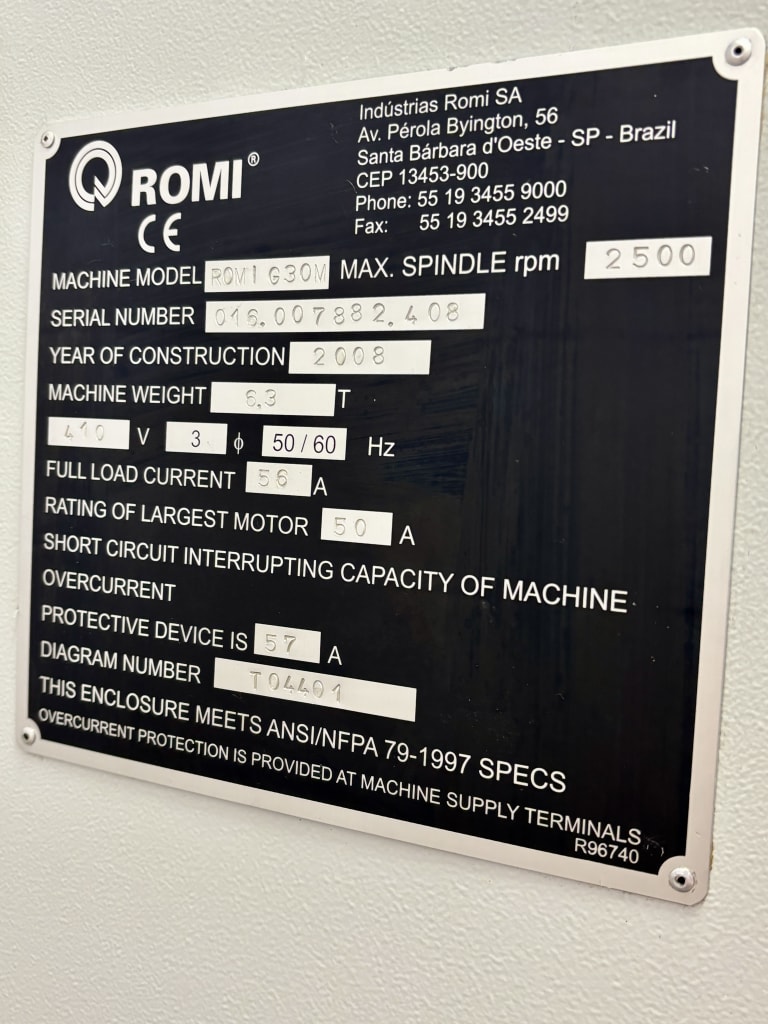 ROMI®
CE
Indústrias Romi SA
Av. Pérola Byington, 56
Santa Bárbara d'Oeste - SP - Brazil
CEP 13453-900
Phone: 55 19 3455 9000
Fax: 55 19 3455 2499
MACHINE MODEL ROMI G30M MAX. SPINDLE rpm 2500
SERIAL NUMBER 016.007882.408
YEAR OF CONSTRUCTION 2008
MACHINE WEIGHT 6,3 T
410 V 3 ϕ 50/60 Hz
FULL LOAD CURRENT 56 A
RATING OF LARGEST MOTOR 50 A
SHORT CIRCUIT INTERRUPTING CAPACITY OF MACHINE
OVERCURRENT
PROTECTIVE DEVICE IS 57 A
DIAGRAM NUMBER T04401
THIS ENCLOSURE MEETS ANSI/NFPA 79-1997 SPECS
OVERCURRENT PROTECTION IS PROVIDED AT MACHINE SUPPLY TERMINALS
R96740